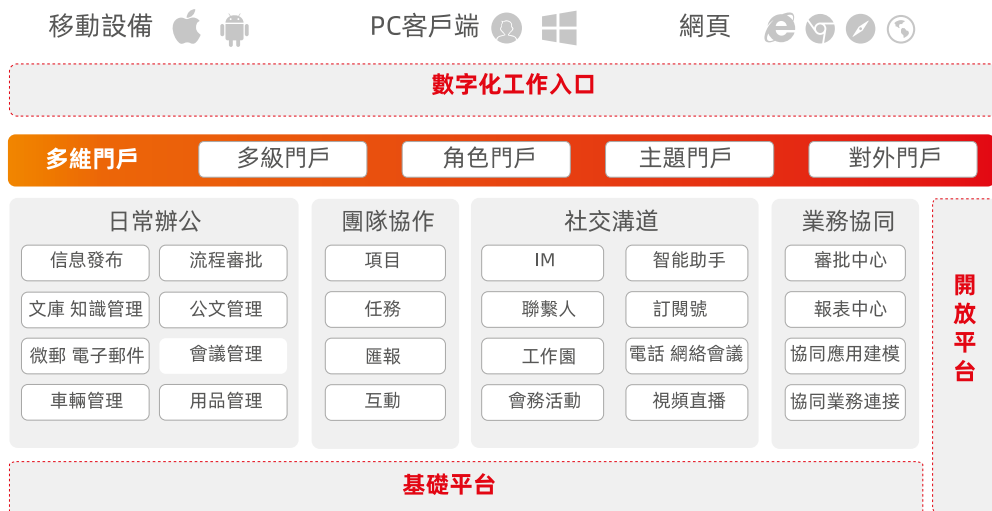 移動設備 PC客戶端 網頁
數字化工作入口
多維門戶 多級門戶 角色門戶 主題門戶 對外門戶
日常辦公
信息發布 流程審批
文庫 知識管理 公文管理
微郵 電子郵件 會議管理
車輛管理 用品管理
團隊協作
項目
任務
匯報
互動
社交溝道
IM 智能助手
聯繫人 訂閱號
工作圈 電話 網絡會議
會務活動 視頻直播
業務協同
審批中心
報表中心
協同應用建模
協同業務連接
開放平台
基礎平台